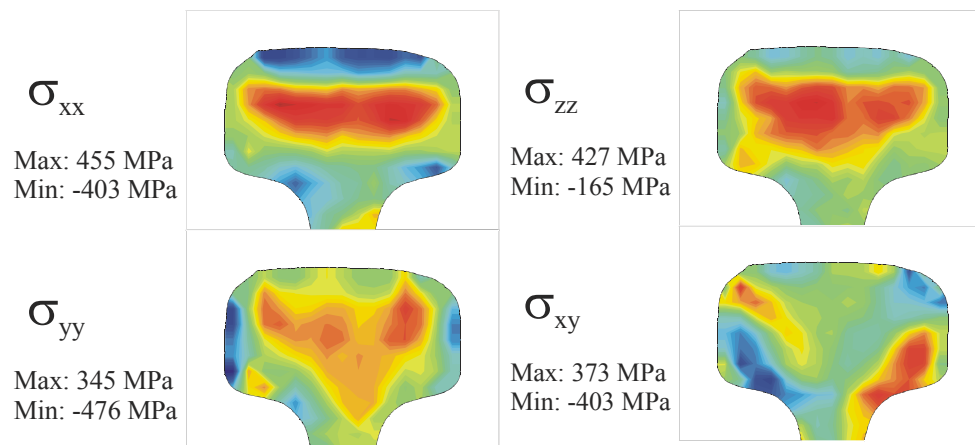 σxx
Max: 455 MPa
Min: -403 MPa
σzz
Max: 427 MPa
Min: -165 MPa
σyy
Max: 345 MPa
Min: -476 MPa
σxy
Max: 373 MPa
Min: -403 MPa